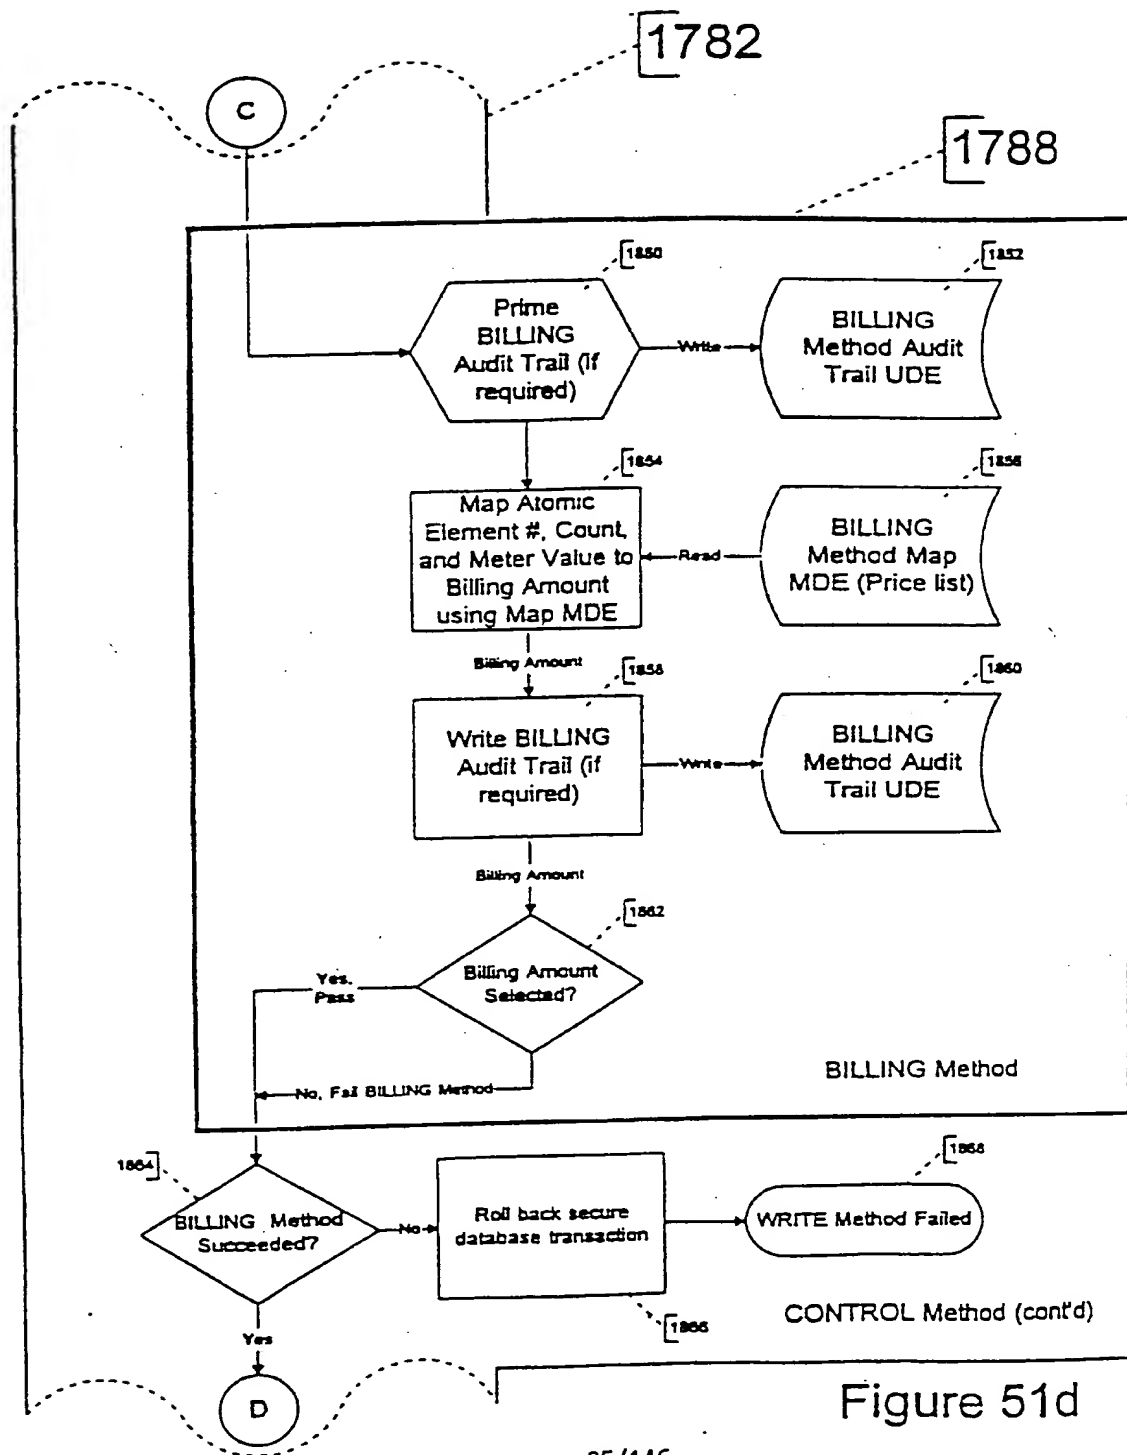 1782
C
1788
1850
Prime
BILLING
Audit Trail (if
required)
Write
1852
BILLING
Method Audit
Trail UDE
1854
Map Atomic
Element #, Count,
and Meter Value to
Billing Amount
using Map MDE
Read
1856
BILLING
Method Map
MDE (Price list)
Billing Amount
1858
Write BILLING
Audit Trail (if
required)
Write
1860
BILLING
Method Audit
Trail UDE
Billing Amount
1862
Billing Amount
Selected?
Yes,
Pass
No, Fail BILLING Method
BILLING Method
1864
BILLING Method
Succeeded?
No
Roll back secure
database transaction
1866
1868
WRITE Method Failed
CONTROL Method (cont'd)
Yes
D
Figure 51d